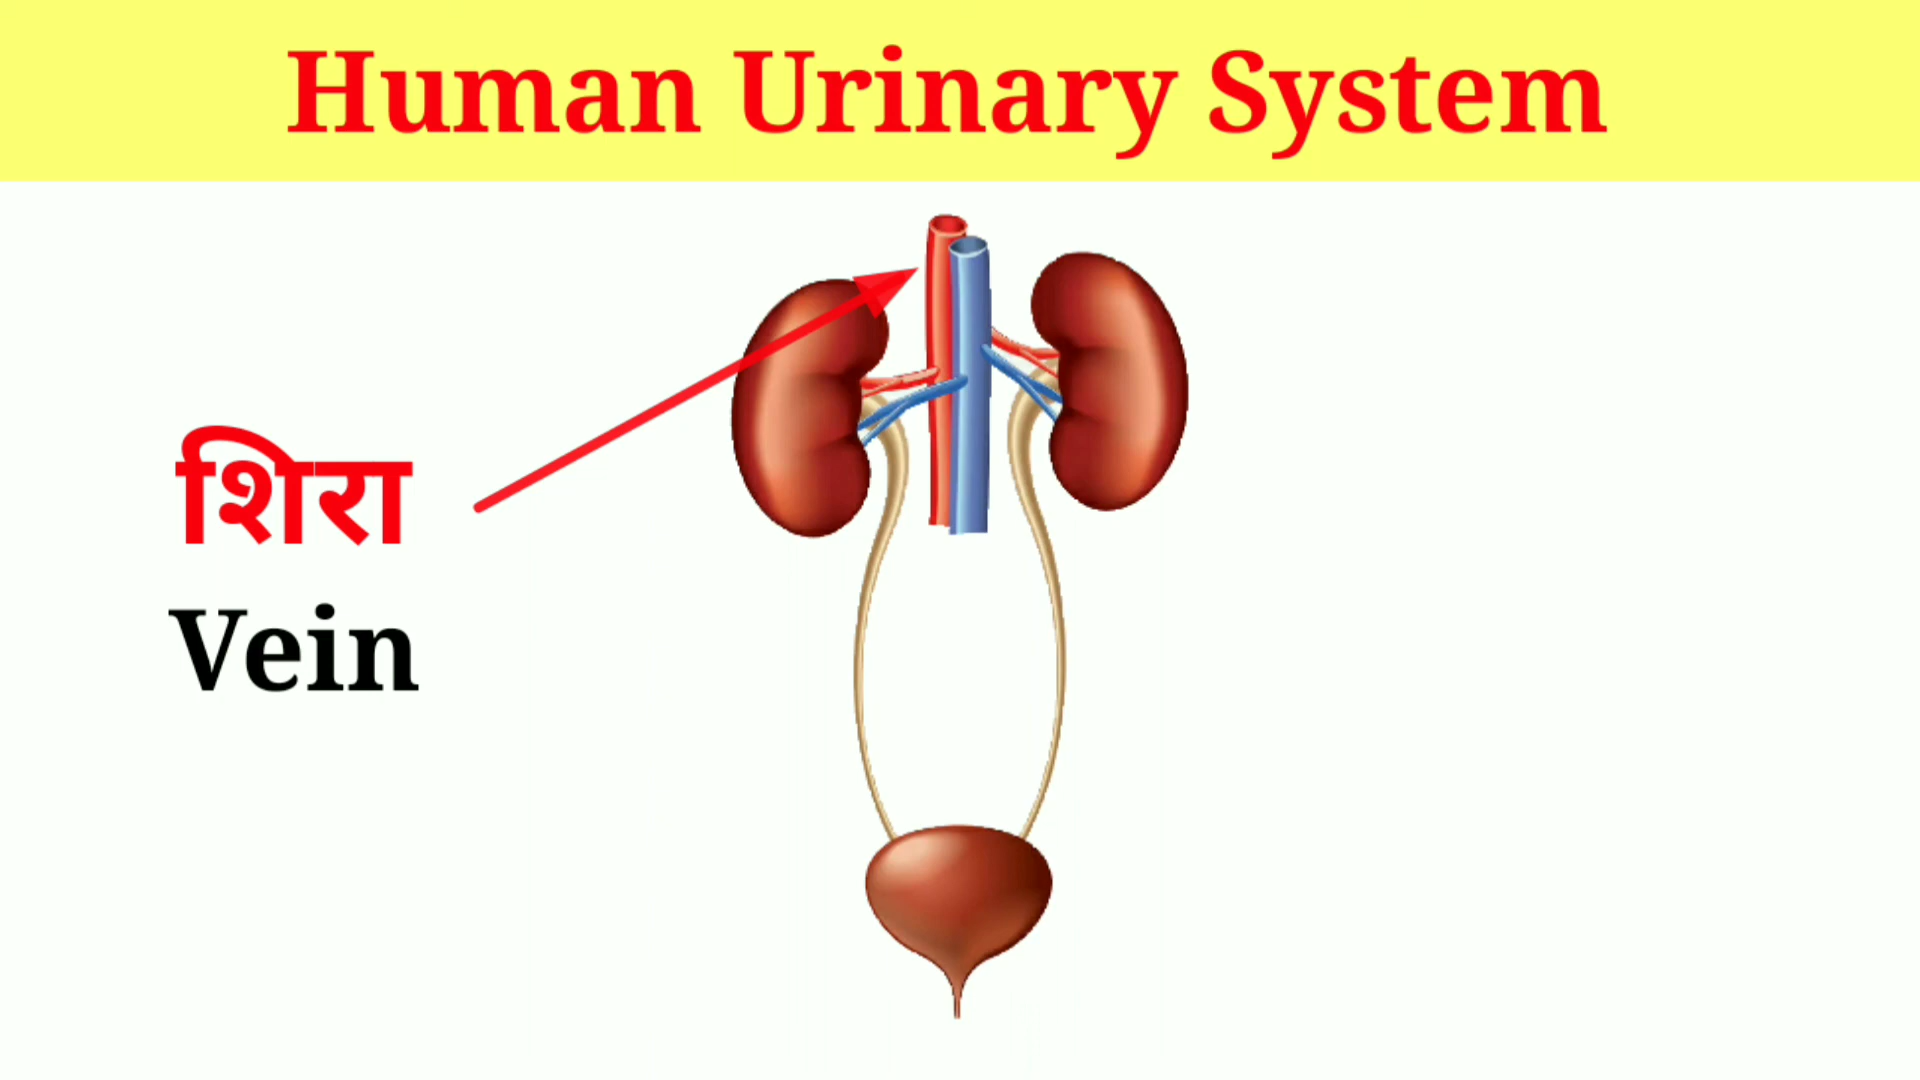 Human Urinary System
शिरा
Vein